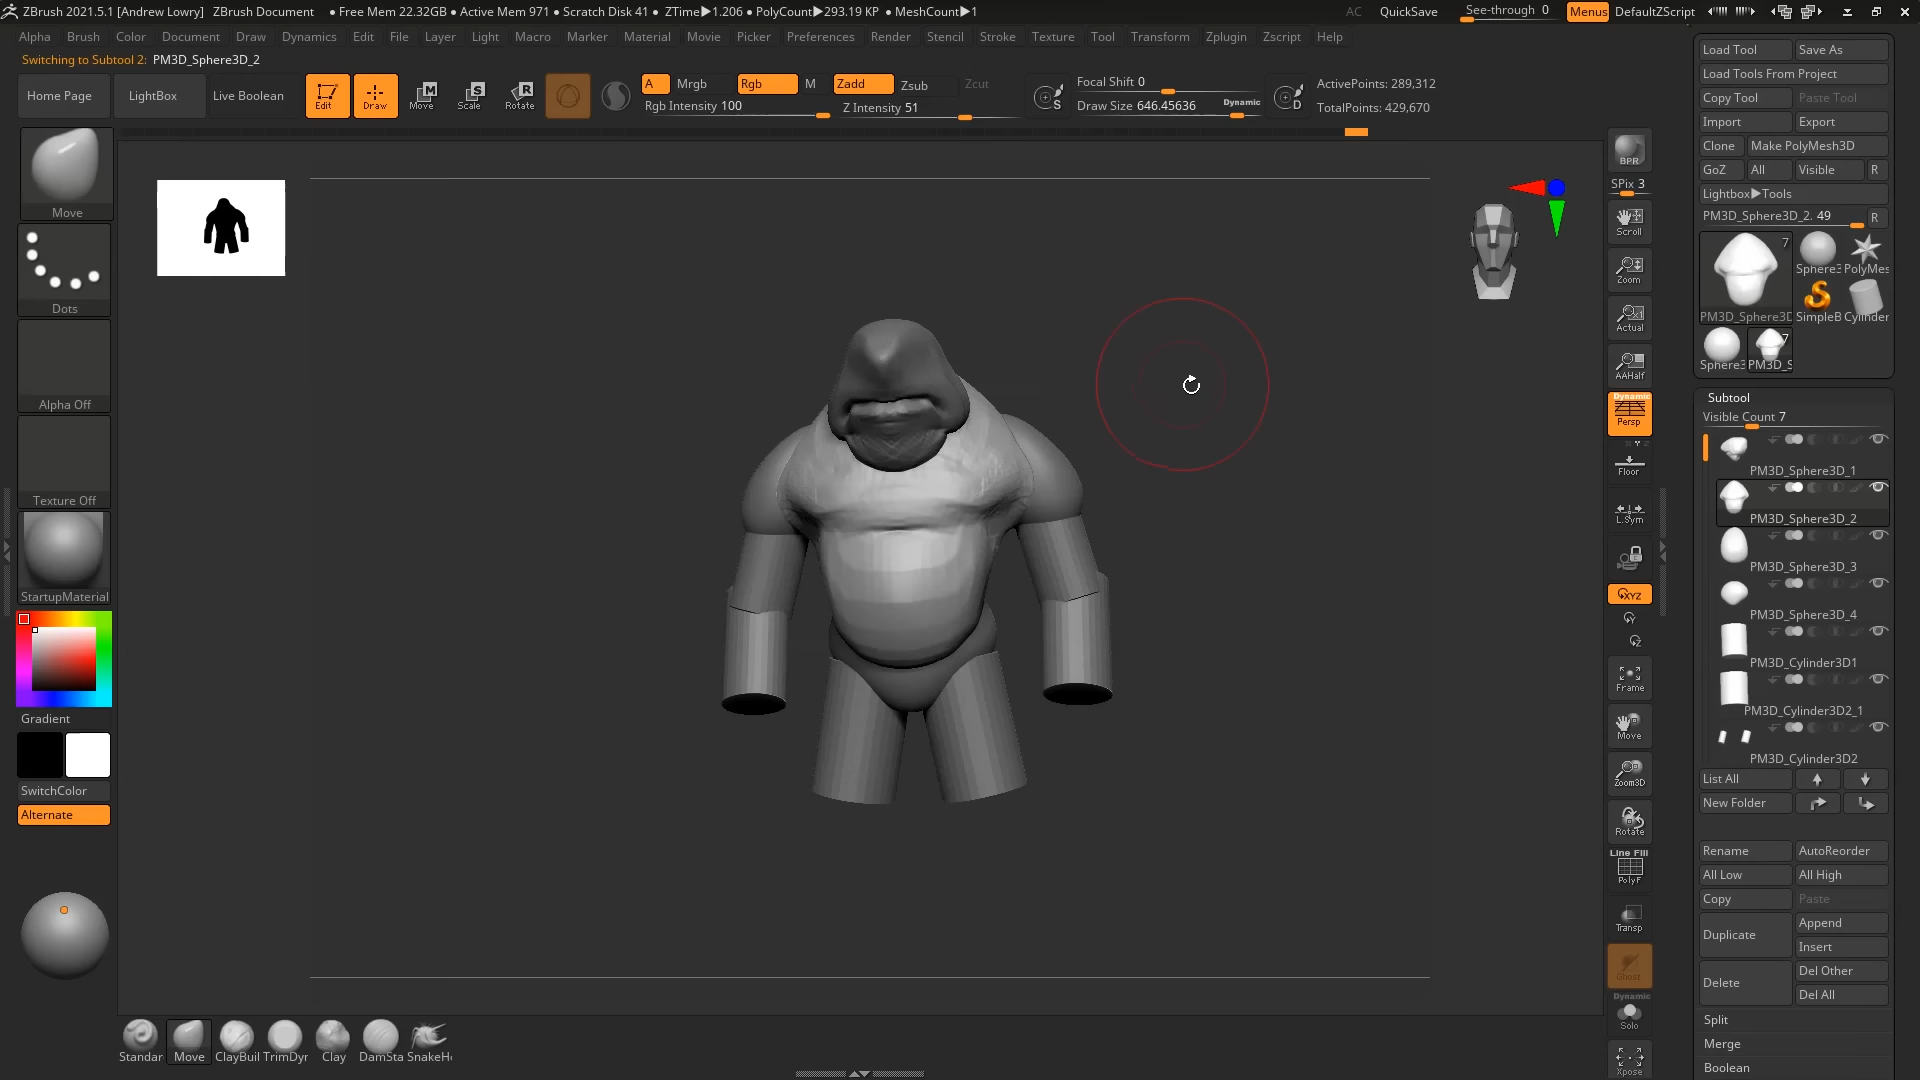 ZBrush 2021.5.1 [Andrew Lowry] ZBrush Document ● Free Mem 22.32GB ● Active Mem 971 ● Scratch Disk 41 ● ZTime▶1.206 ● PolyCount▶293.19 KP ● MeshCount▶1 AC QuickSave See-through 0 Menus DefaultZScript
Alpha Brush Color Document Draw Dynamics Edit File Layer Light Macro Marker Material Movie Picker Preferences Render Stencil Stroke Texture Tool Transform Zplugin Zscript Help
Switching to Subtool 2: PM3D_Sphere3D_2
Home Page LightBox Live Boolean Edit Draw Move Scale Rotate
A Mrgb Rgb M Zadd Zsub Zcut
Rgb Intensity 100 Z Intensity 51
Focal Shift 0
Draw Size 646.45636 Dynamic
ActivePoints: 289,312
TotalPoints: 429,670
Move
Dots
Alpha Off
Texture Off
StartupMaterial
Gradient
SwitchColor
Alternate
Standar Move ClayBuil TrimDyr Clay DamSta SnakeH
BPR
SPix 3
Scroll
Zoom
Actual
AAHalf
Dynamic
Persp
Floor
L.Sym
XYZ
Frame
Move
Zoom3D
Rotate
Line Fill
PolyF
Transp
Ghost
Dynamic
Solo
Xpose
Load Tool Save As
Load Tools From Project
Copy Tool Paste Tool
Import Export
Clone Make PolyMesh3D
GoZ All Visible R
Lightbox▶Tools
PM3D_Sphere3D_2. 49 R
7
Sphere3 PolyMes
PM3D_Sphere3D SimpleB Cylinder
7
Sphere3 PM3D_S
Subtool
Visible Count 7
PM3D_Sphere3D_1
PM3D_Sphere3D_2
PM3D_Sphere3D_3
PM3D_Sphere3D_4
PM3D_Cylinder3D1
PM3D_Cylinder3D2_1
PM3D_Cylinder3D2
List All
New Folder
Rename AutoReorder
All Low All High
Copy Paste
Duplicate Append
Insert
Delete Del Other
Del All
Split
Merge
Boolean